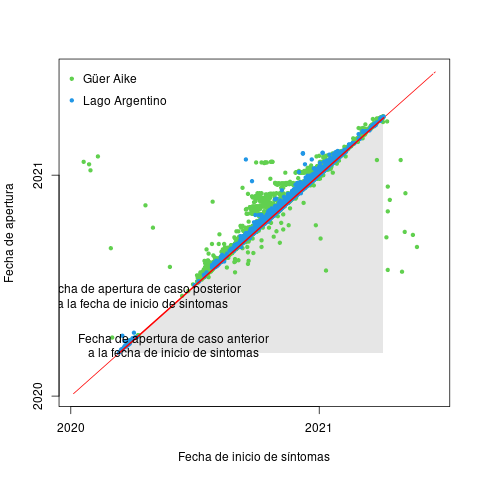 Güer Aike
Lago Argentino
2021
Fecha de apertura
cha de apertura de caso posterior
a la fecha de inicio de sintomas
Fecha de apertura de caso anterior
a la fecha de inicio de sintomas
2020
2020
2021
Fecha de inicio de síntomas